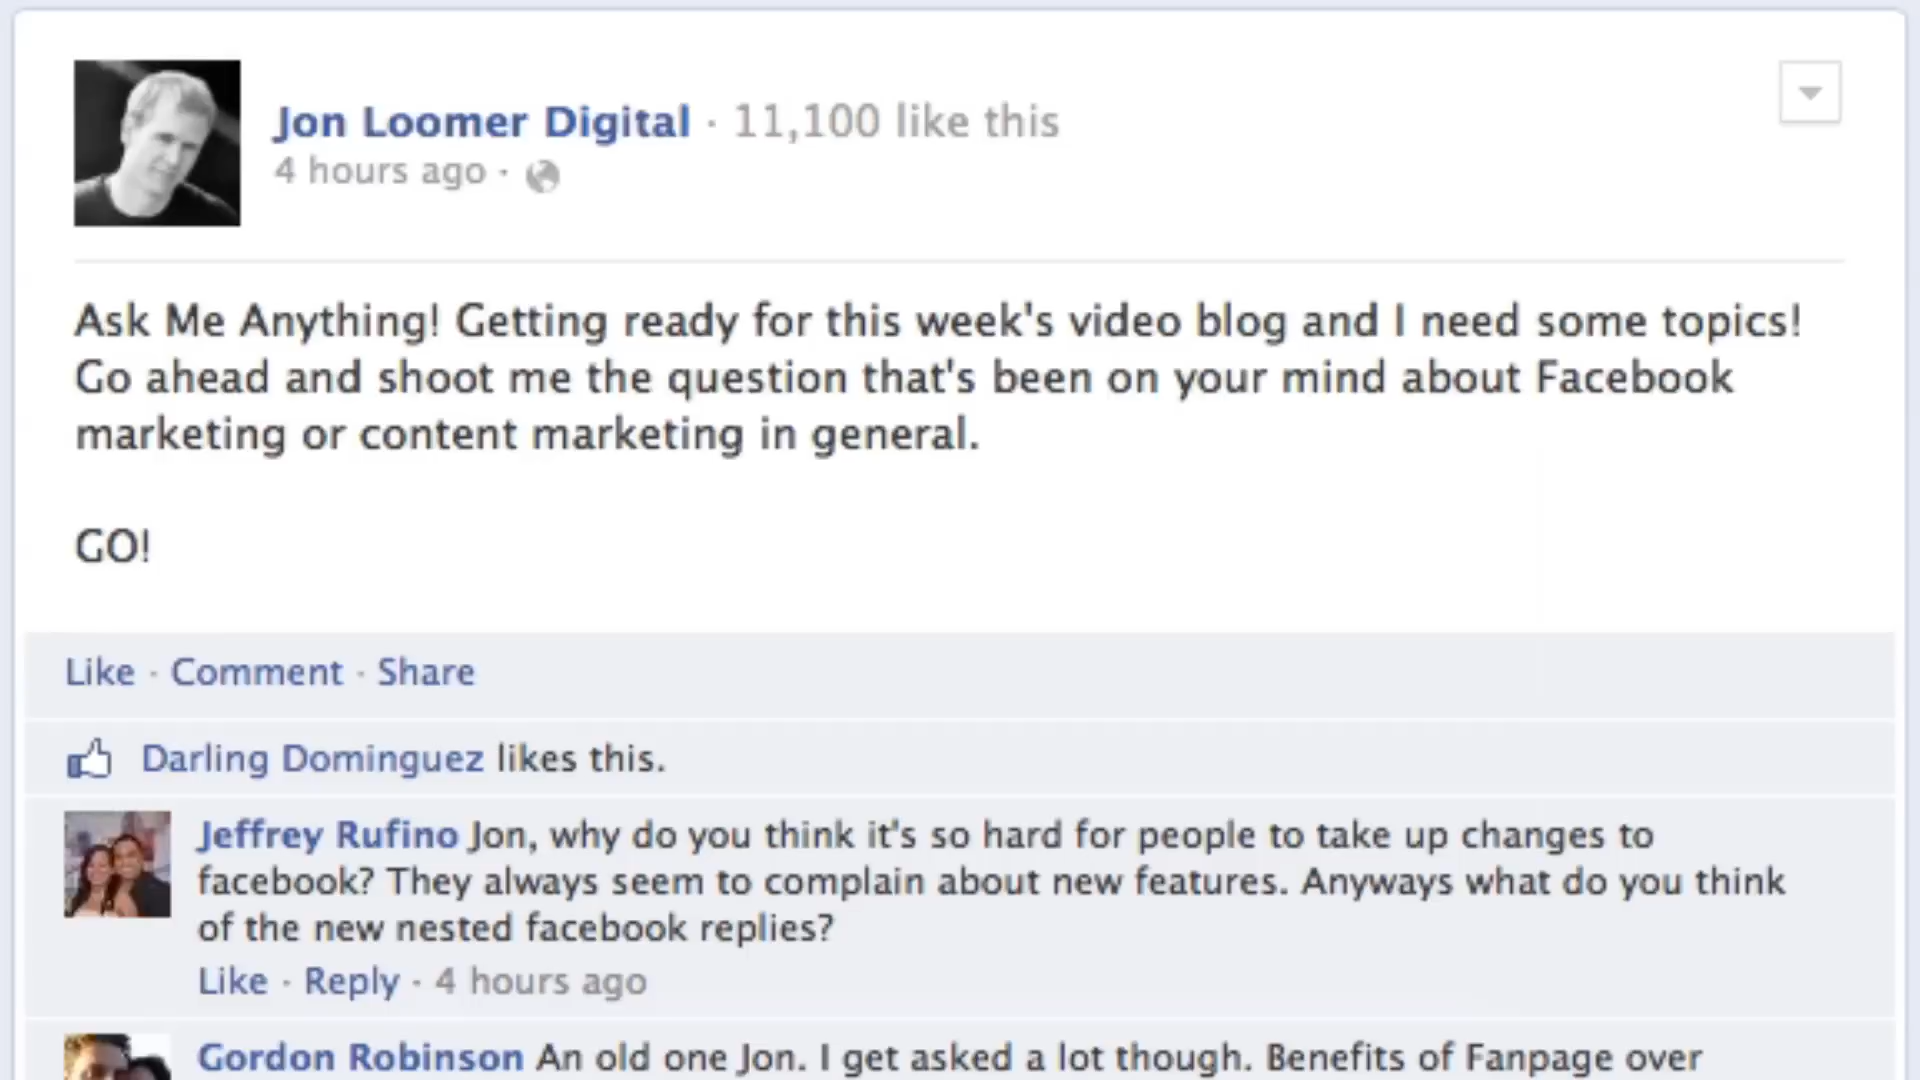 Jon Loomer Digital · 11,100 like this
4 hours ago ·
Ask Me Anything! Getting ready for this week's video blog and I need some topics!
Go ahead and shoot me the question that's been on your mind about Facebook
marketing or content marketing in general.
GO!
Like · Comment · Share
Darling Dominguez likes this.
Jeffrey Rufino Jon, why do you think it's so hard for people to take up changes to
facebook? They always seem to complain about new features. Anyways what do you think
of the new nested facebook replies?
Like · Reply · 4 hours ago
Gordon Robinson An old one Jon. I get asked a lot though. Benefits of Fanpage over